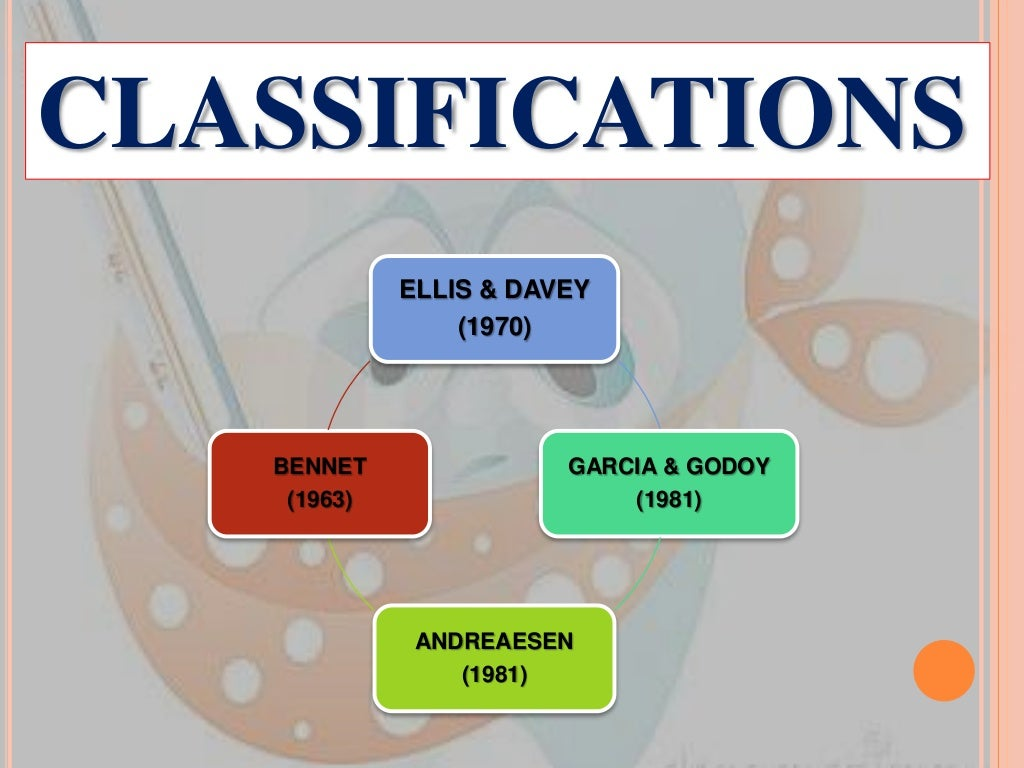 CLASSIFICATIONS
ELLIS & DAVEY
(1970)
BENNET
(1963)
GARCIA & GODOY
(1981)
ANDREAESEN
(1981)